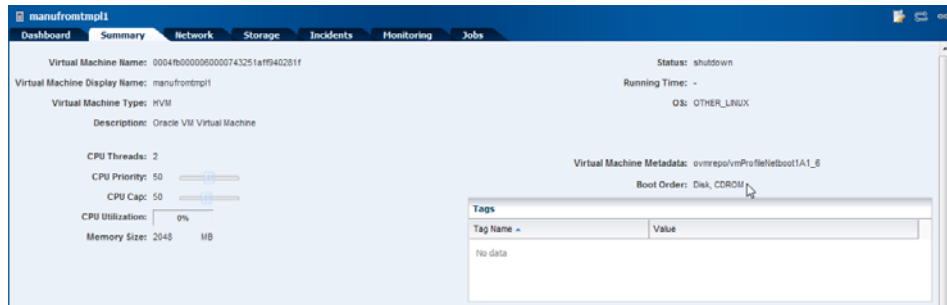 manufromtmpl1
Dashboard Summary Network Storage Incidents Monitoring Jobs
Virtual Machine Name: 0004fb0000060000743251aff940281f
Virtual Machine Display Name: manufromtmpl1
Virtual Machine Type: HVM
Description: Oracle VM Virtual Machine
CPU Threads: 2
CPU Priority: 50
CPU Cap: 50
CPU Utilization: 0%
Memory Size: 2048 MB
Status: shutdown
Running Time: -
OS: OTHER_LINUX
Virtual Machine Metadata: ovmrepo/vmProfileNetboot1A1_6
Boot Order: Disk, CDROM
Tags
Tag Name Value
No data